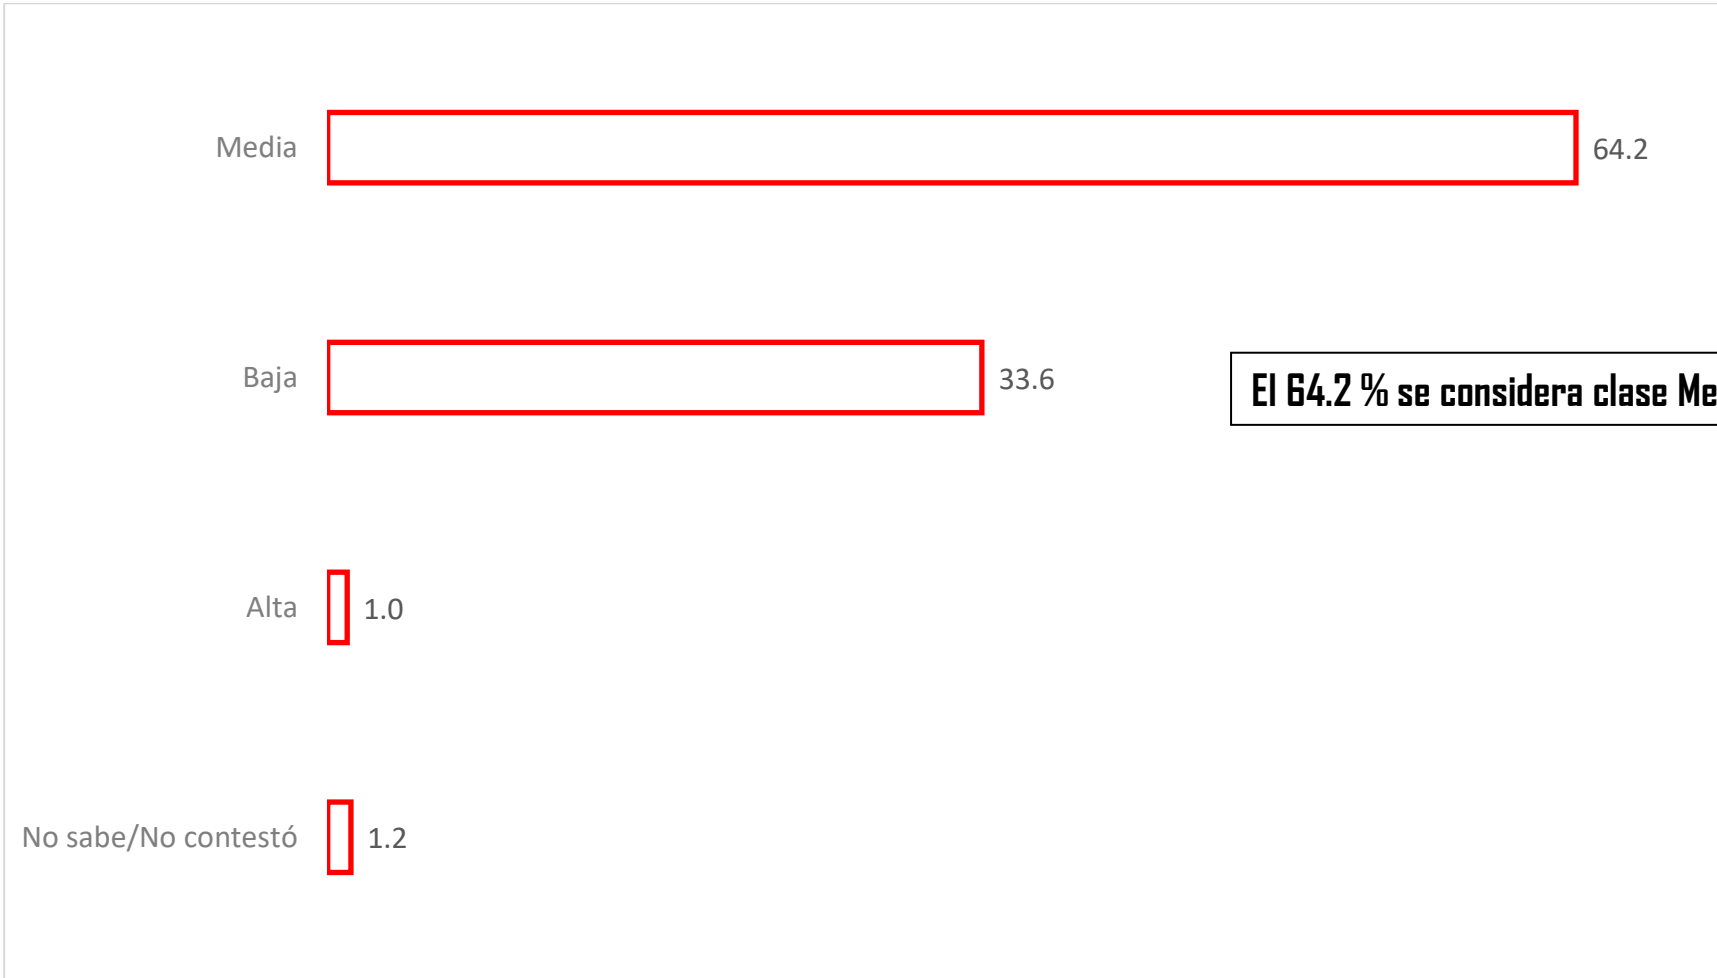 Media
64.2
Baja
33.6
El 64.2 % se considera clase
Alta
1.0
No sabe/No contestó
1.2